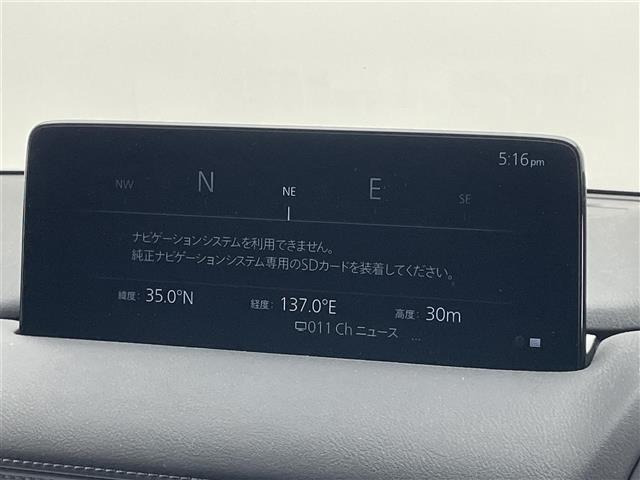 5:16pm
NW N NE E SE
ナビゲーションシステムを利用できません。
純正ナビゲーションシステム専用のSDカードを装着してください。
緯度: 35.0°N 経度: 137.0°E 高度: 30m
011 Ch ニュース ...